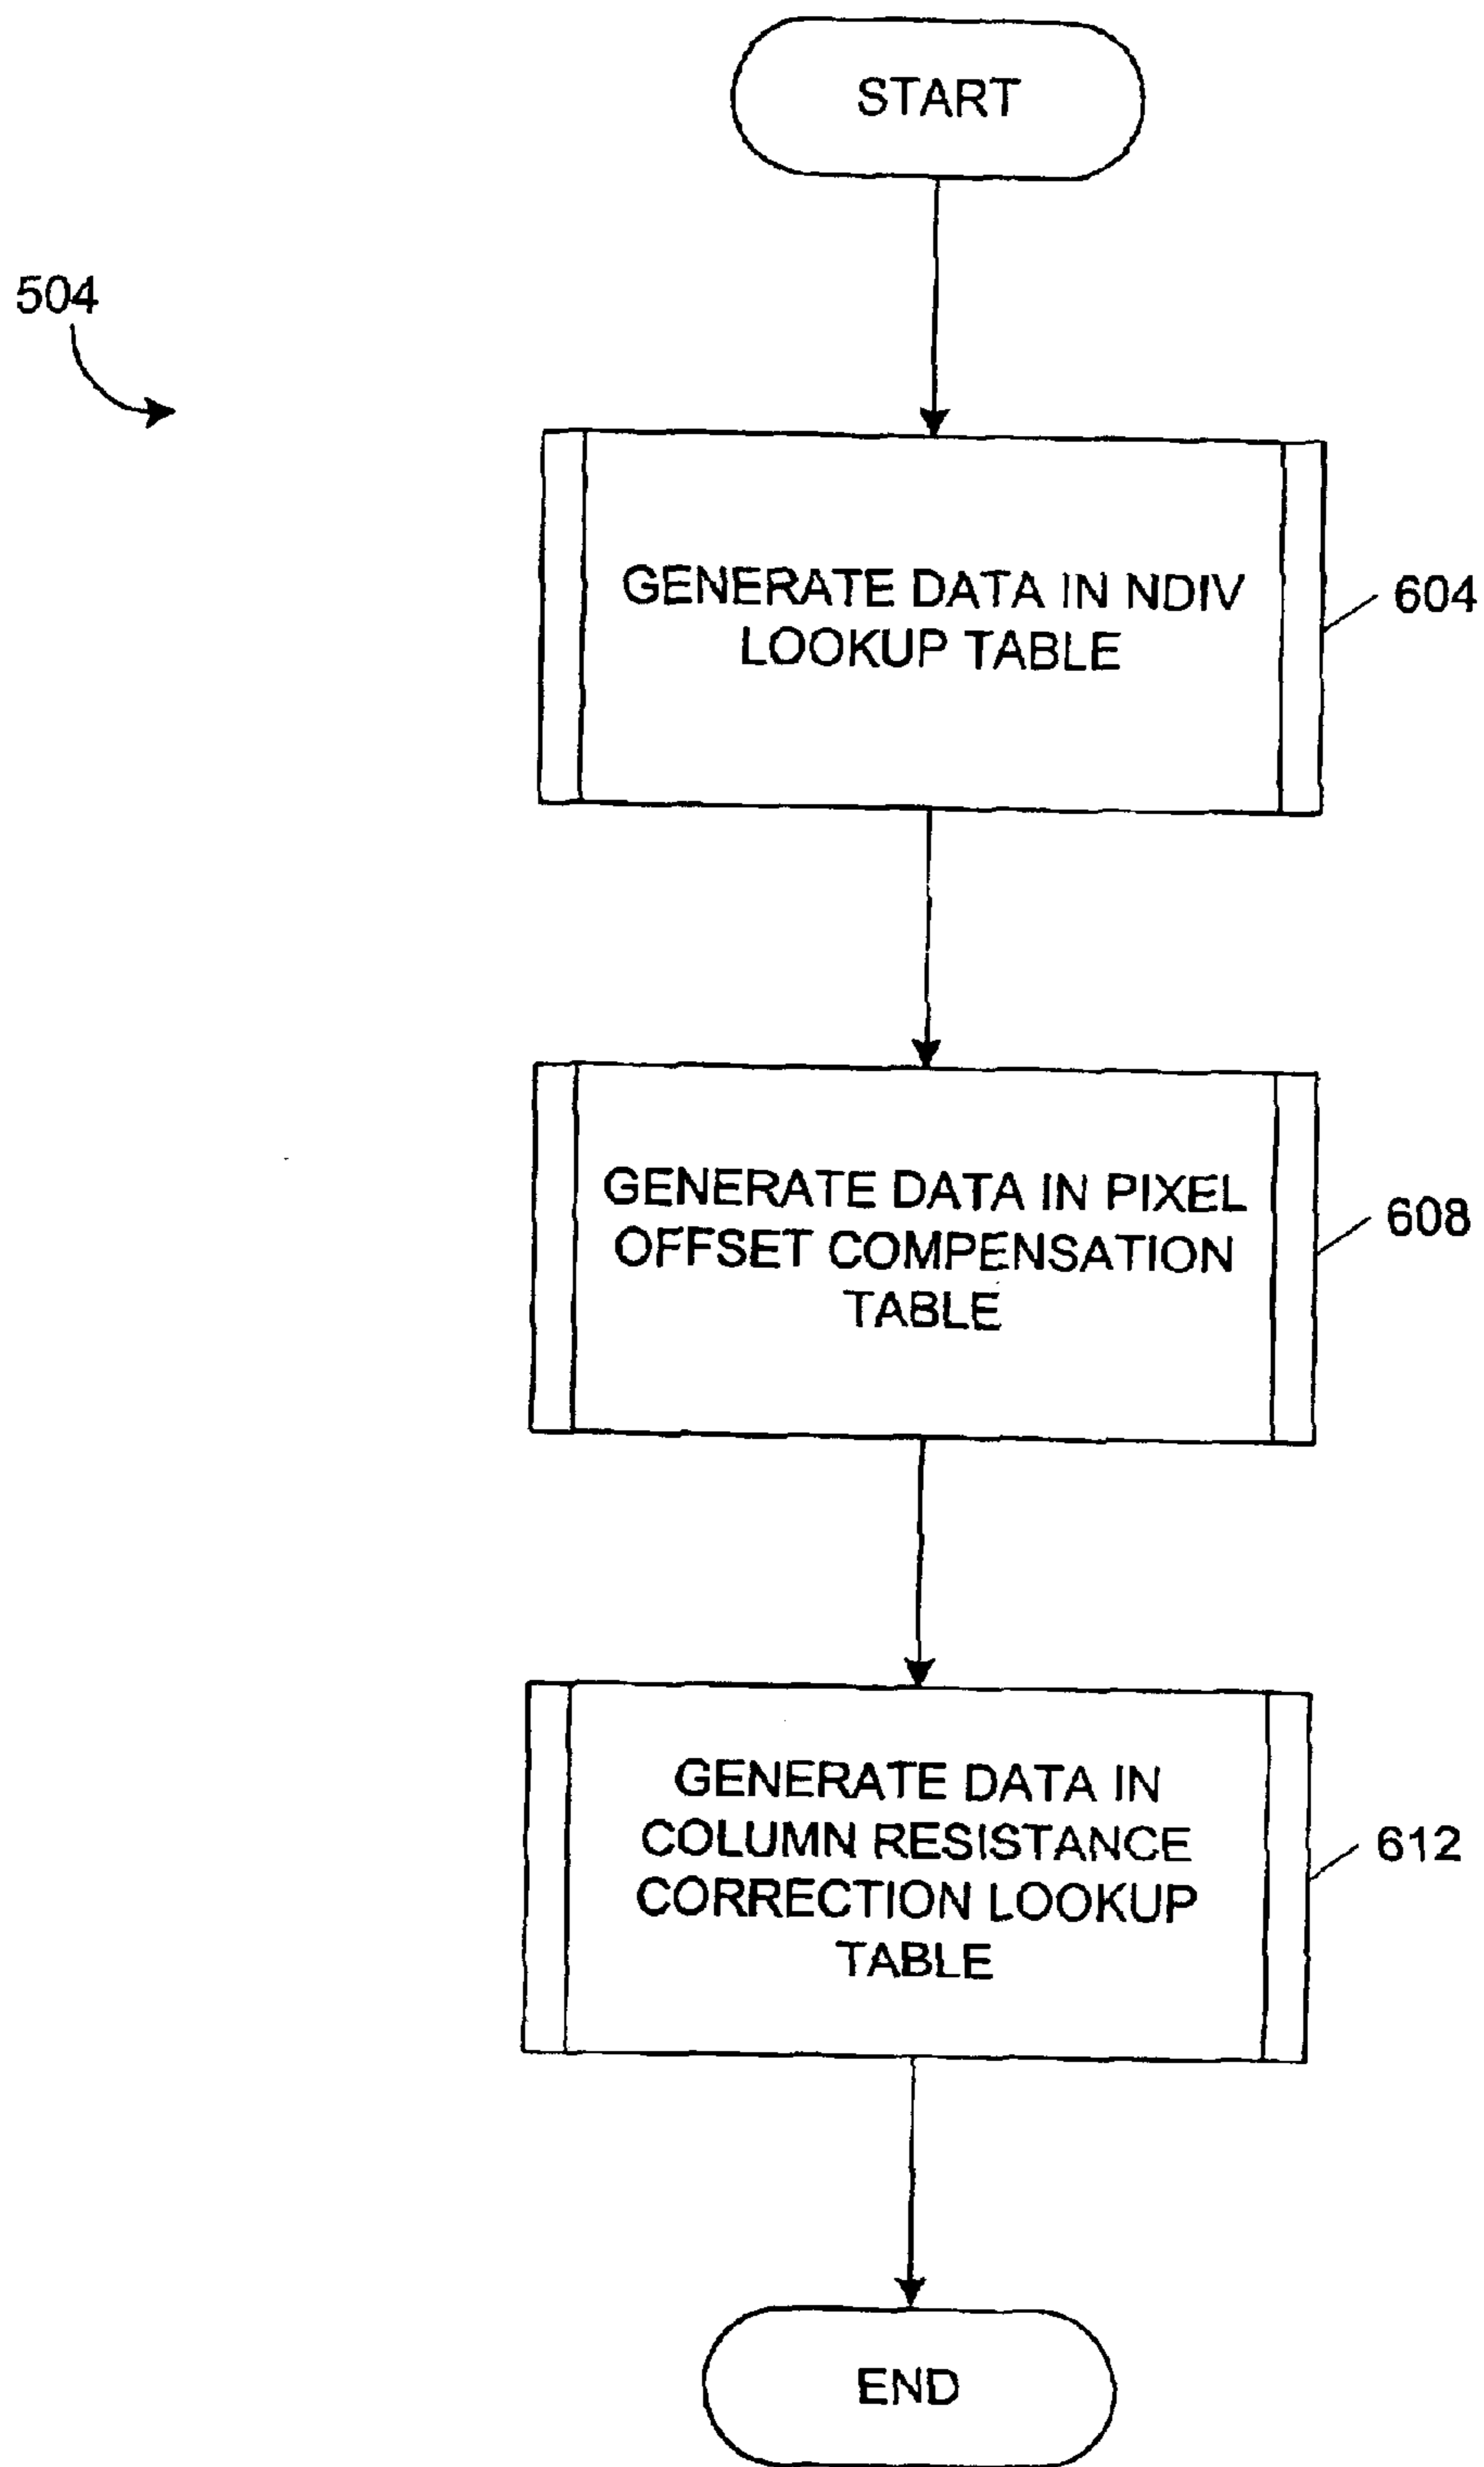 START
504
GENERATE DATA IN NDIV
LOOKUP TABLE
604
GENERATE DATA IN PIXEL
OFFSET COMPENSATION
TABLE
608
GENERATE DATA IN
COLUMN RESISTANCE
CORRECTION LOOKUP
TABLE
612
END